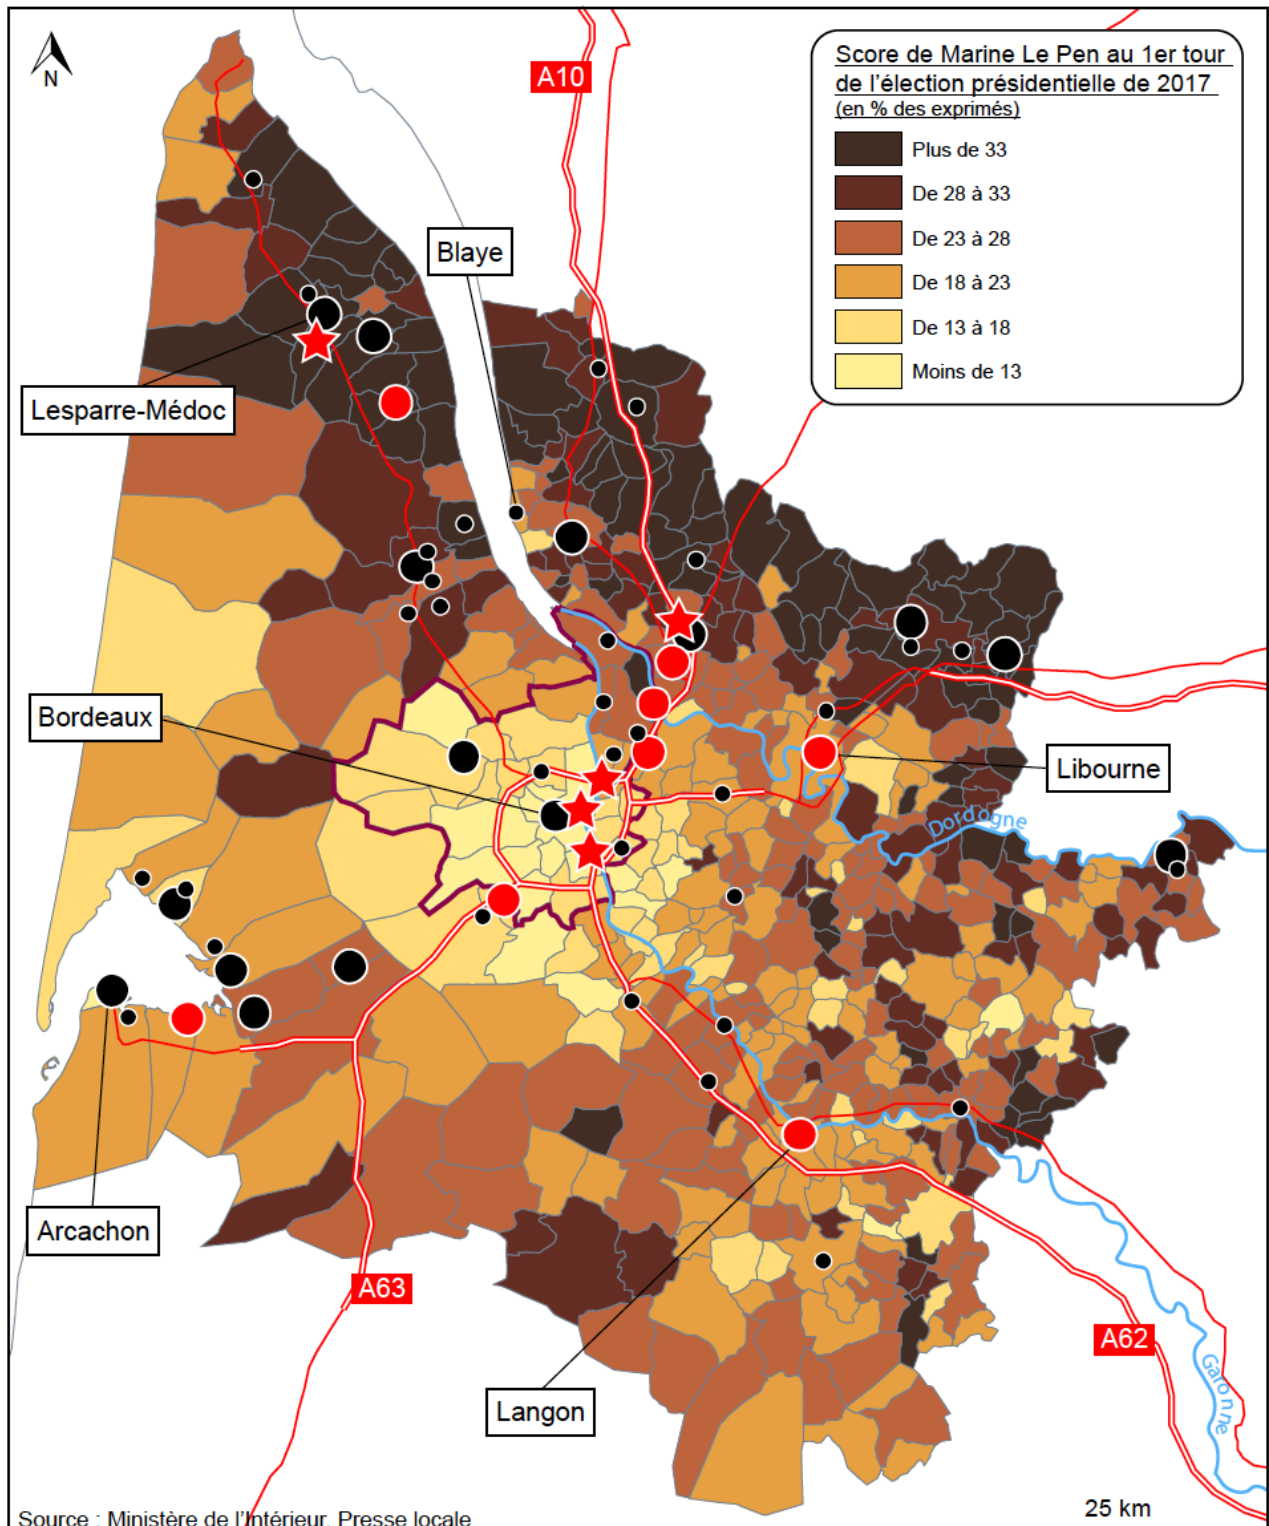 N
A10
Score de Marine Le Pen au 1er tour
de l'élection présidentielle de 2017
(en % des exprimés)
Plus de 33
De 28 à 33
De 23 à 28
De 18 à 23
De 13 à 18
Moins de 13
Blaye
Lesparre-Médoc
Bordeaux
Libourne
Dordogne
Arcachon
A63
A62
Garonne
Langon
25 km
Source : Ministère de l'Intérieur, Presse locale